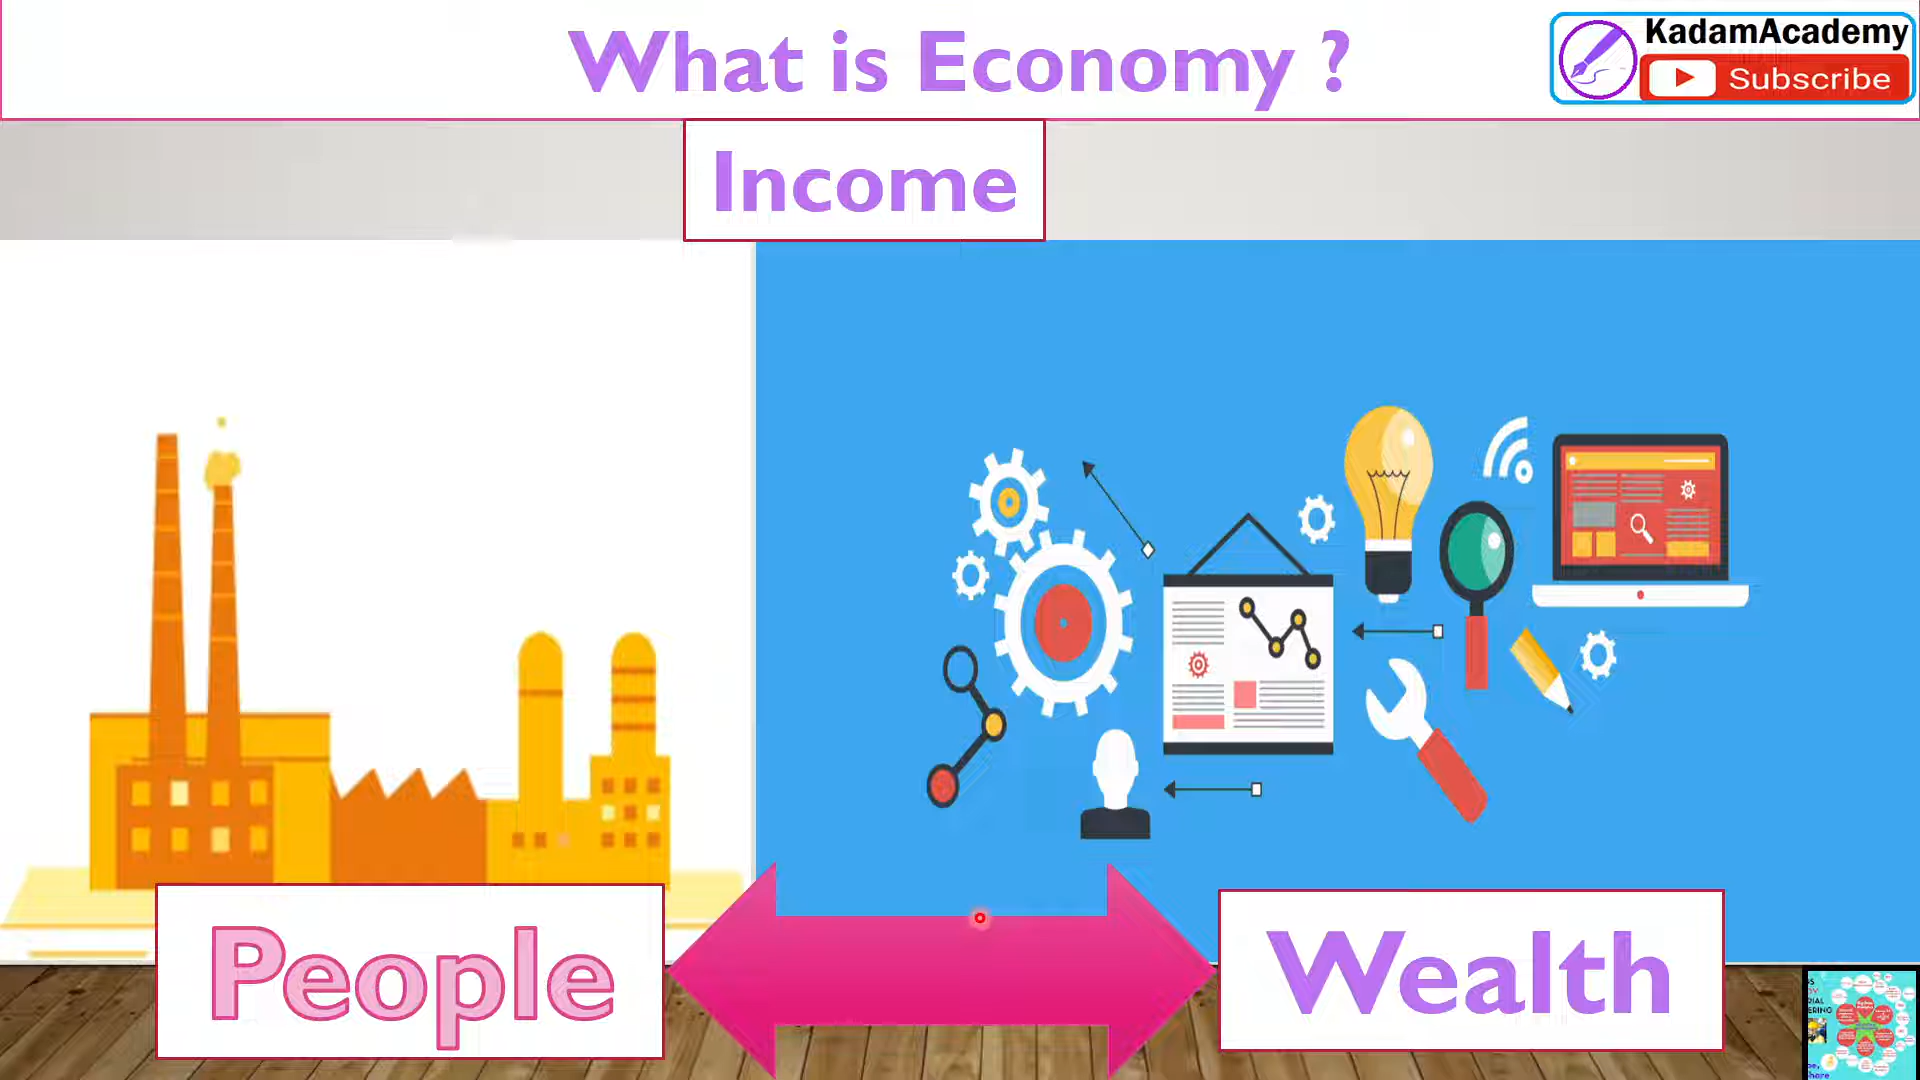 What is Economy ?
KadamAcademy
Subscribe
Income
People
Wealth